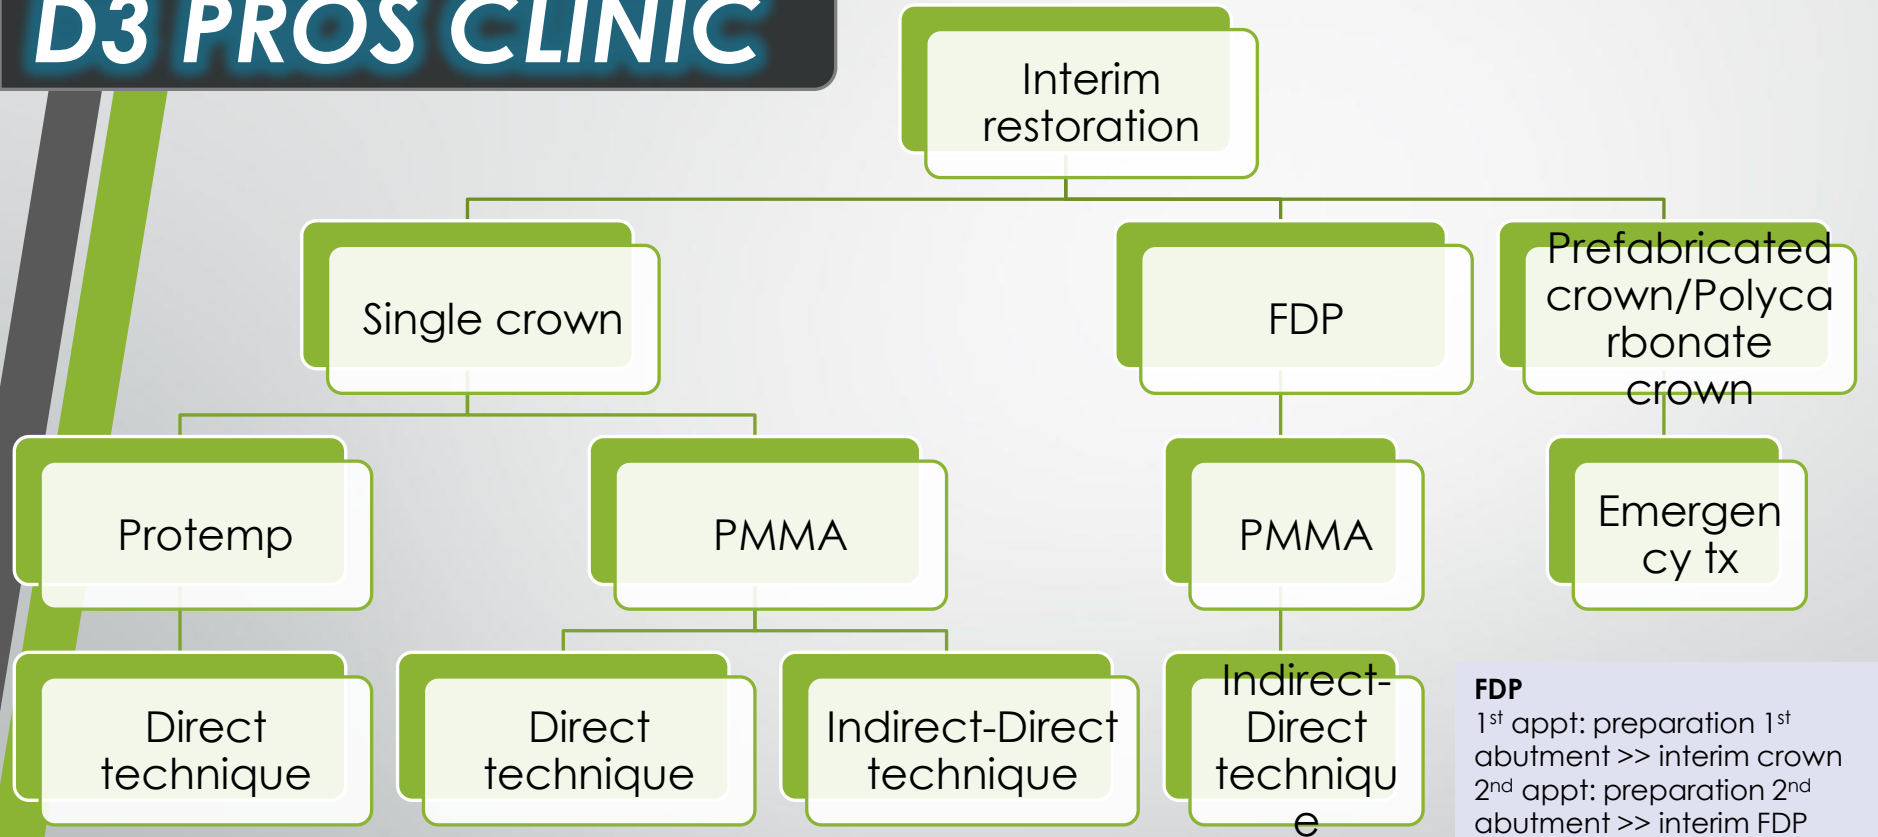 D3 PROS CLINIC
Interim
restoration
Single crown
FDP
Prefabricated
crown/Polyca
rbonate
crown
Protemp
PMMA
PMMA
Emergen
cy tx
Direct
technique
Direct
technique
Indirect-Direct
technique
Indirect-
Direct
techniqu
e
FDP
1st appt: preparation 1st
abutment >> interim crown
2nd appt: preparation 2nd
abutment >> interim FDP